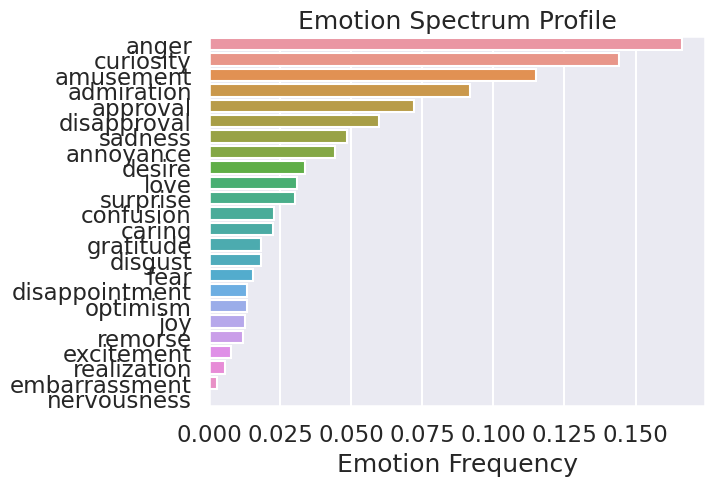 Emotion Spectrum Profile
anger
curiosity
amusement
admiration
approval
disapproval
sadness
annoyance
desire
love
surprise
confusion
caring
gratitude
disgust
fear
disappointment
optimism
joy
remorse
excitement
realization
embarrassment
nervousness
0.000 0.025 0.050 0.075 0.100 0.125 0.150
Emotion Frequency